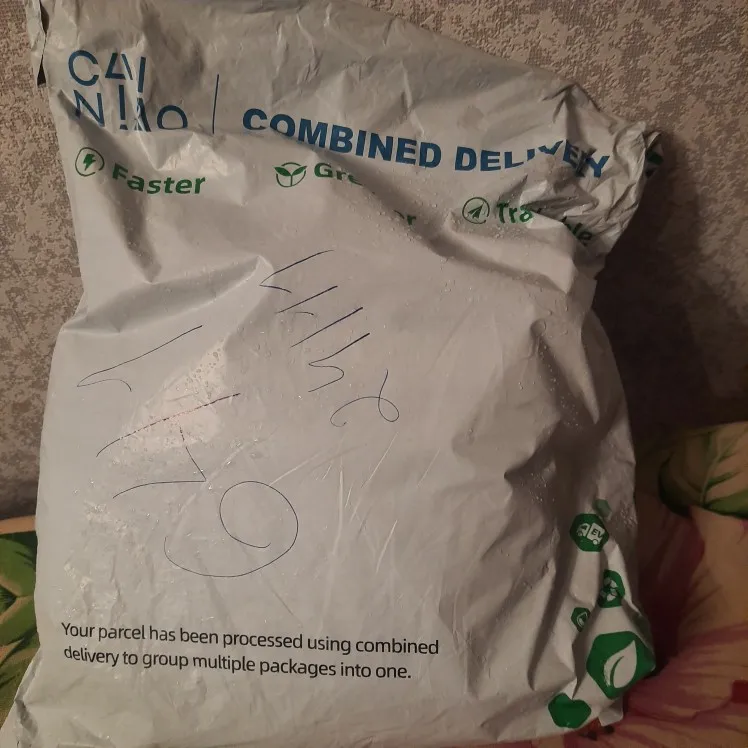 CAI
NIAO
COMBINED DELIVERY
Faster
EV
Your parcel has been processed using combined
delivery to group multiple packages into one.